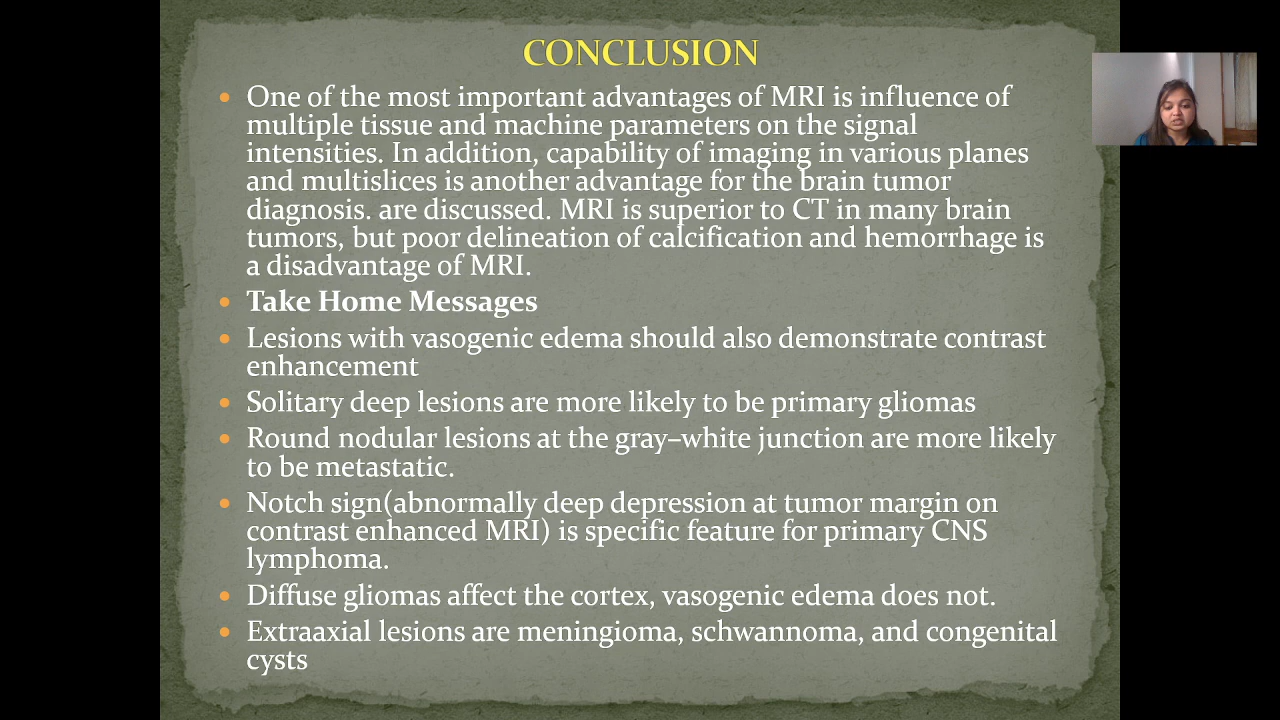 CONCLUSION
• One of the most important advantages of MRI is influence of
multiple tissue and machine parameters on the signal
intensities. In addition, capability of imaging in various planes
and multislices is another advantage for the brain tumor
diagnosis. are discussed. MRI is superior to CT in many brain
tumors, but poor delineation of calcification and hemorrhage is
a disadvantage of MRI.
• Take Home Messages
• Lesions with vasogenic edema should also demonstrate contrast
enhancement
• Solitary deep lesions are more likely to be primary gliomas
• Round nodular lesions at the gray–white junction are more likely
to be metastatic.
• Notch sign(abnormally deep depression at tumor margin on
contrast enhanced MRI) is specific feature for primary CNS
lymphoma.
• Diffuse gliomas affect the cortex, vasogenic edema does not.
• Extraaxial lesions are meningioma, schwannoma, and congenital
cysts